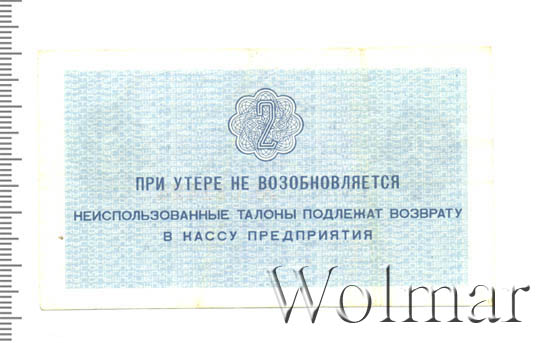 2
ПРИ УТЕРЕ НЕ ВОЗОБНОВЛЯЕТСЯ
НЕИСПОЛЬЗОВАННЫЕ ТАЛОНЫ ПОДЛЕЖАТ ВОЗВРАТУ
В КАССУ ПРЕДПРИЯТИЯ
Wolmar